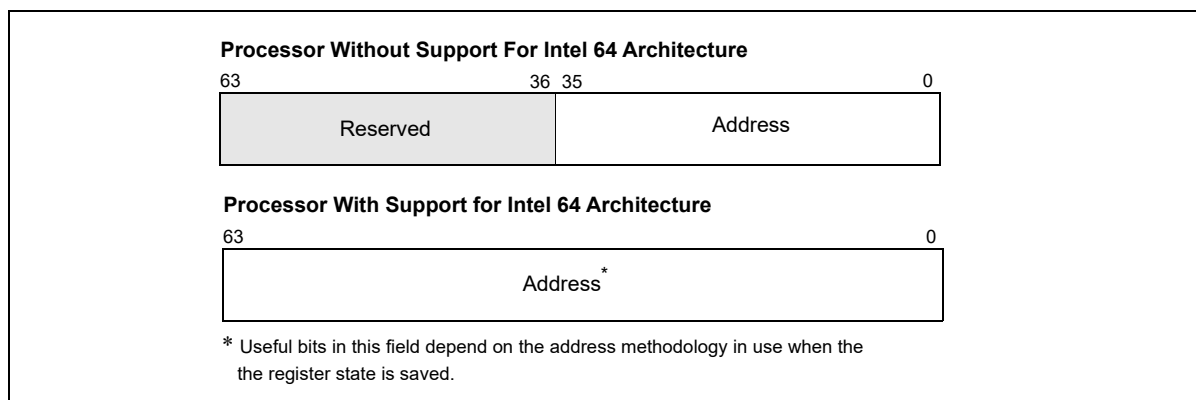 Processor Without Support For Intel 64 Architecture
63 36 35 0
Reserved Address
Processor With Support for Intel 64 Architecture
63 0
Address*
* Useful bits in this field depend on the address methodology in use when the
the register state is saved.